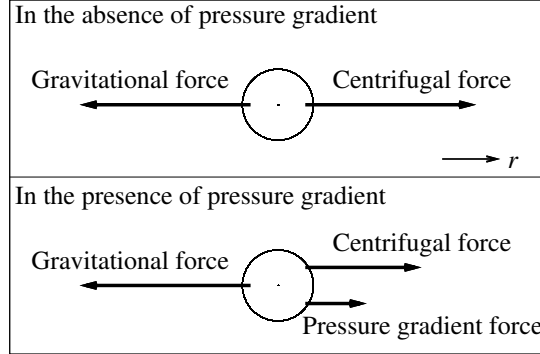 In the absence of pressure gradient
Gravitational force Centrifugal force
r
In the presence of pressure gradient
Centrifugal force
Gravitational force
Pressure gradient force